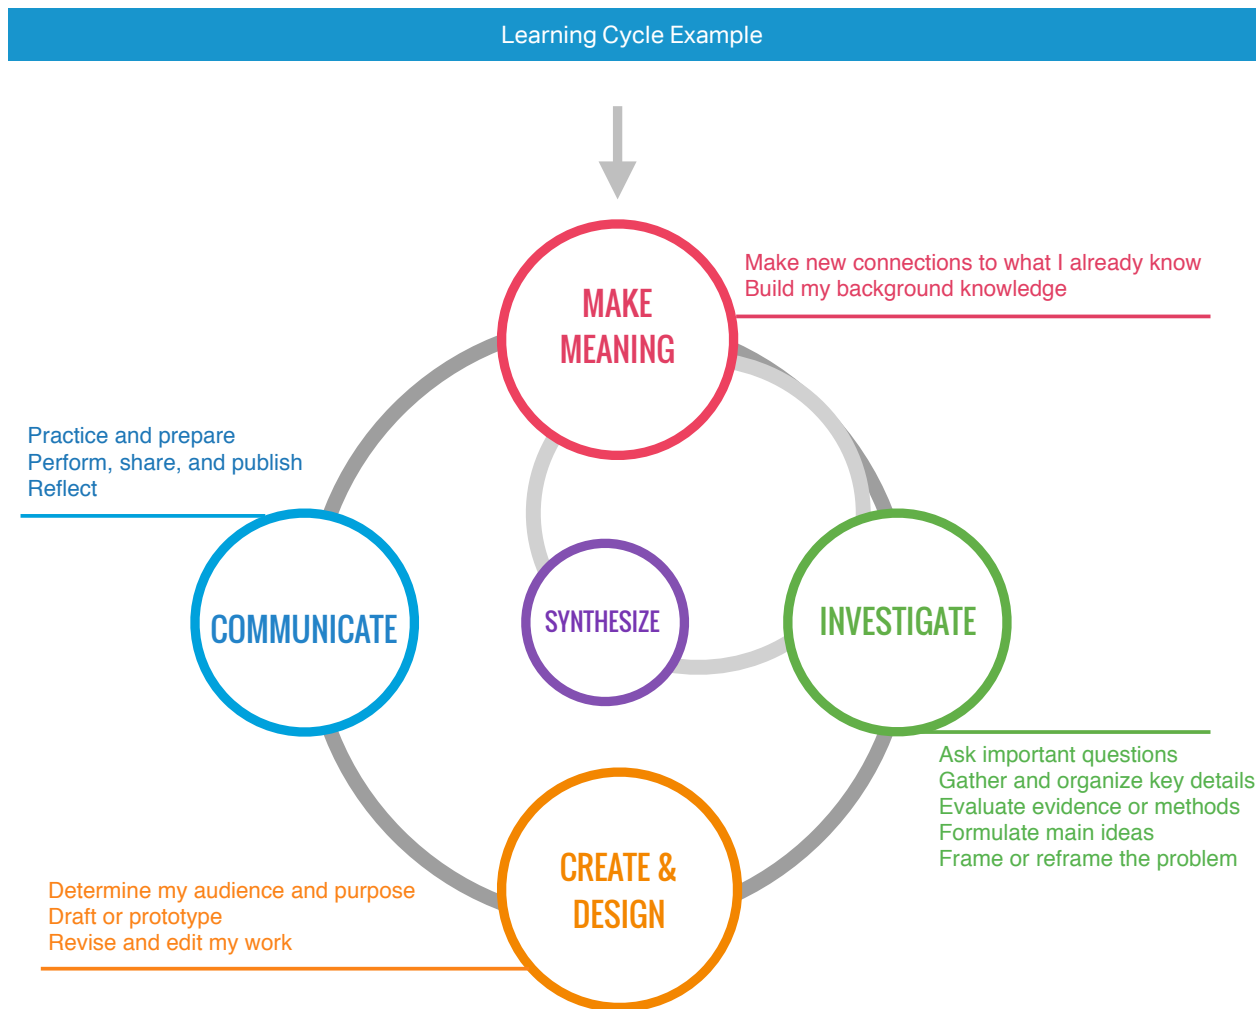 Learning Cycle Example
MAKE
MEANING
Make new connections to what I already know
Build my background knowledge
Practice and prepare
Perform, share, and publish
Reflect
COMMUNICATE
SYNTHESIZE
INVESTIGATE
Ask important questions
Gather and organize key details
Evaluate evidence or methods
Formulate main ideas
Frame or reframe the problem
CREATE &
DESIGN
Determine my audience and purpose
Draft or prototype
Revise and edit my work